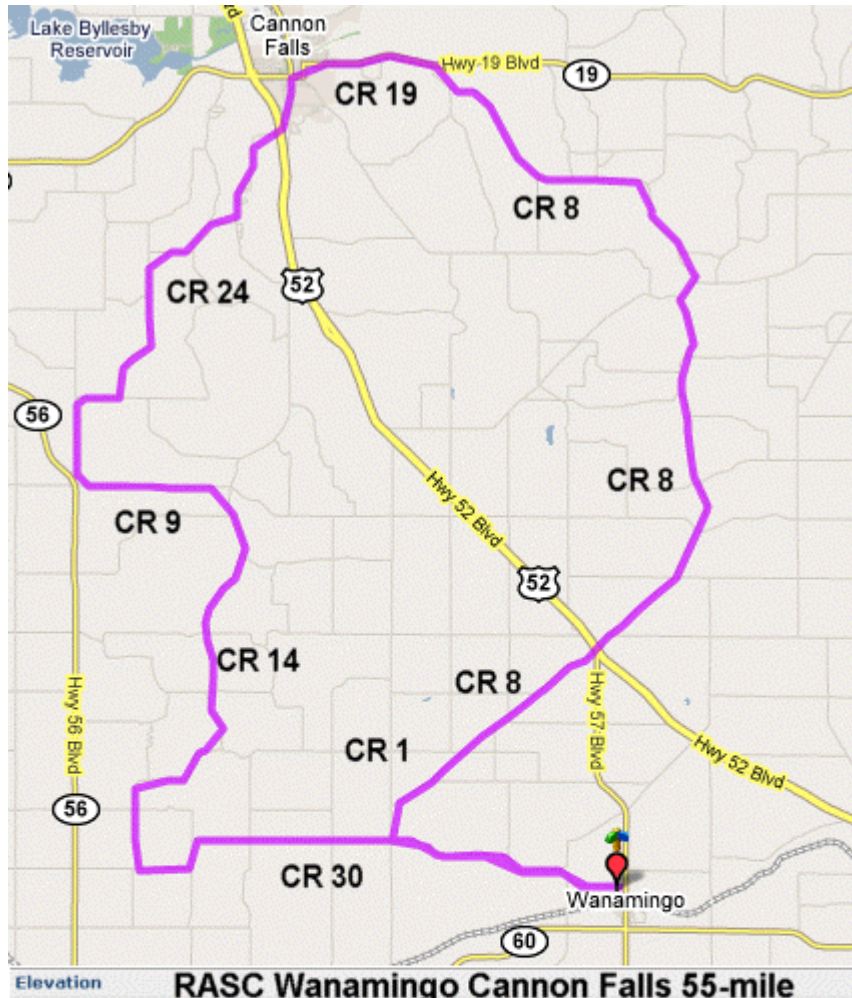 Blvd
Lake Byllesby
Reservoir
Cannon
Falls
Hwy 19 Blvd
19
CR 19
CR 8
CR 24
52
56
CR 8
Hwy 52 Blvd
CR 9
52
CR 14
CR 8
Hwy 56 Blvd
Hwy 57 Blvd
CR 1
Hwy 52 Blvd
56
CR 30
Wanamingo
60
Elevation
RASC Wanamingo Cannon Falls 55-mile